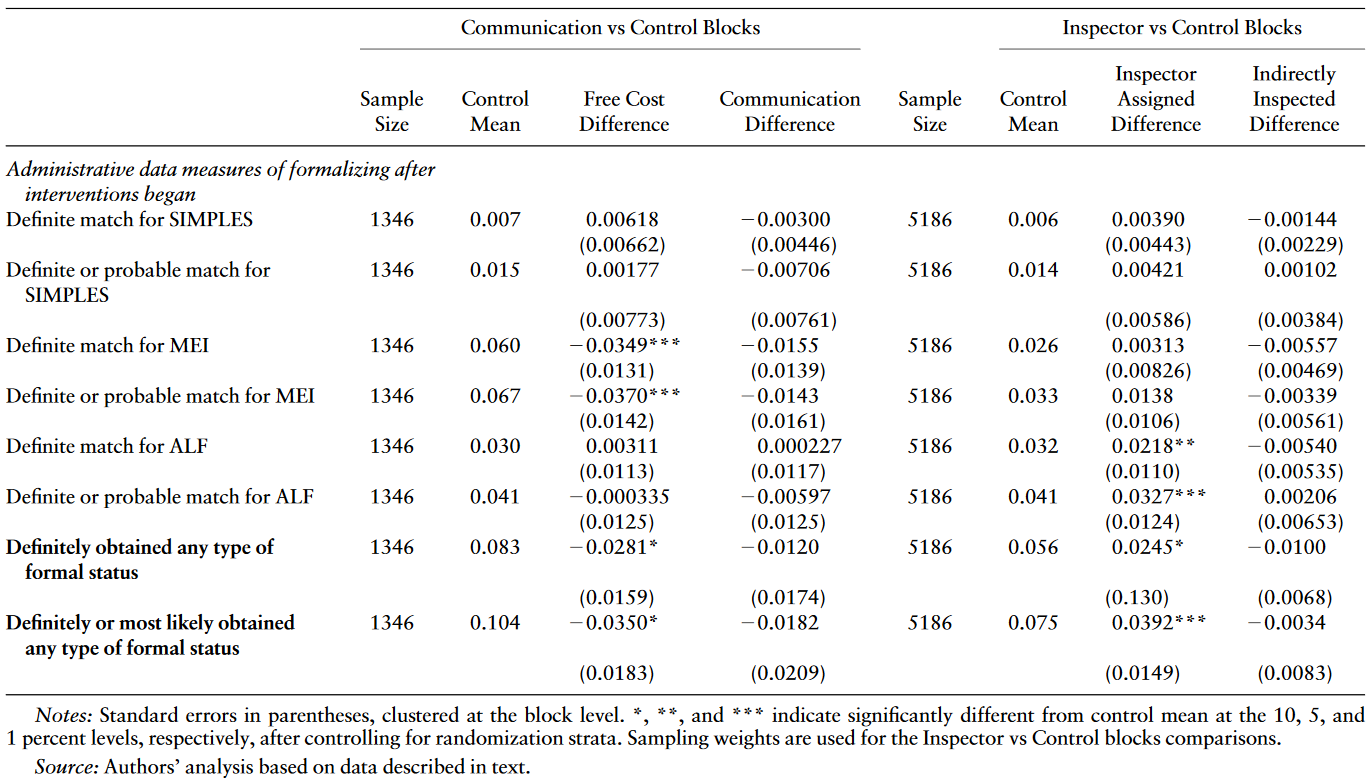 Communication vs Control Blocks Inspector vs Control Blocks
Sample Size Control Mean Free Cost Difference Communication Difference Sample Size Control Mean Inspector Assigned Difference Indirectly Inspected Difference
Administrative data measures of formalizing after
interventions began
Definite match for SIMPLES 1346 0.007 0.00618 −0.00300 5186 0.006 0.00390 −0.00144
(0.00662) (0.00446) (0.00443) (0.00229)
Definite or probable match for 1346 0.015 0.00177 −0.00706 5186 0.014 0.00421 0.00102
SIMPLES
(0.00773) (0.00761) (0.00586) (0.00384)
Definite match for MEI 1346 0.060 −0.0349*** −0.0155 5186 0.026 0.00313 −0.00557
(0.0131) (0.0139) (0.00826) (0.00469)
Definite or probable match for MEI 1346 0.067 −0.0370*** −0.0143 5186 0.033 0.0138 −0.00339
(0.0142) (0.0161) (0.0106) (0.00561)
Definite match for ALF 1346 0.030 0.00311 0.000227 5186 0.032 0.0218** −0.00540
(0.0113) (0.0117) (0.0110) (0.00535)
Definite or probable match for ALF 1346 0.041 −0.000335 −0.00597 5186 0.041 0.0327*** 0.00206
(0.0125) (0.0125) (0.0124) (0.00653)
Definitely obtained any type of 1346 0.083 −0.0281* −0.0120 5186 0.056 0.0245* −0.0100
formal status
(0.0159) (0.0174) (0.130) (0.0068)
Definitely or most likely obtained 1346 0.104 −0.0350* −0.0182 5186 0.075 0.0392*** −0.0034
any type of formal status
(0.0183) (0.0209) (0.0149) (0.0083)
Notes: Standard errors in parentheses, clustered at the block level. *, **, and *** indicate significantly different from control mean at the 10, 5, and
1 percent levels, respectively, after controlling for randomization strata. Sampling weights are used for the Inspector vs Control blocks comparisons.
Source: Authors' analysis based on data described in text.